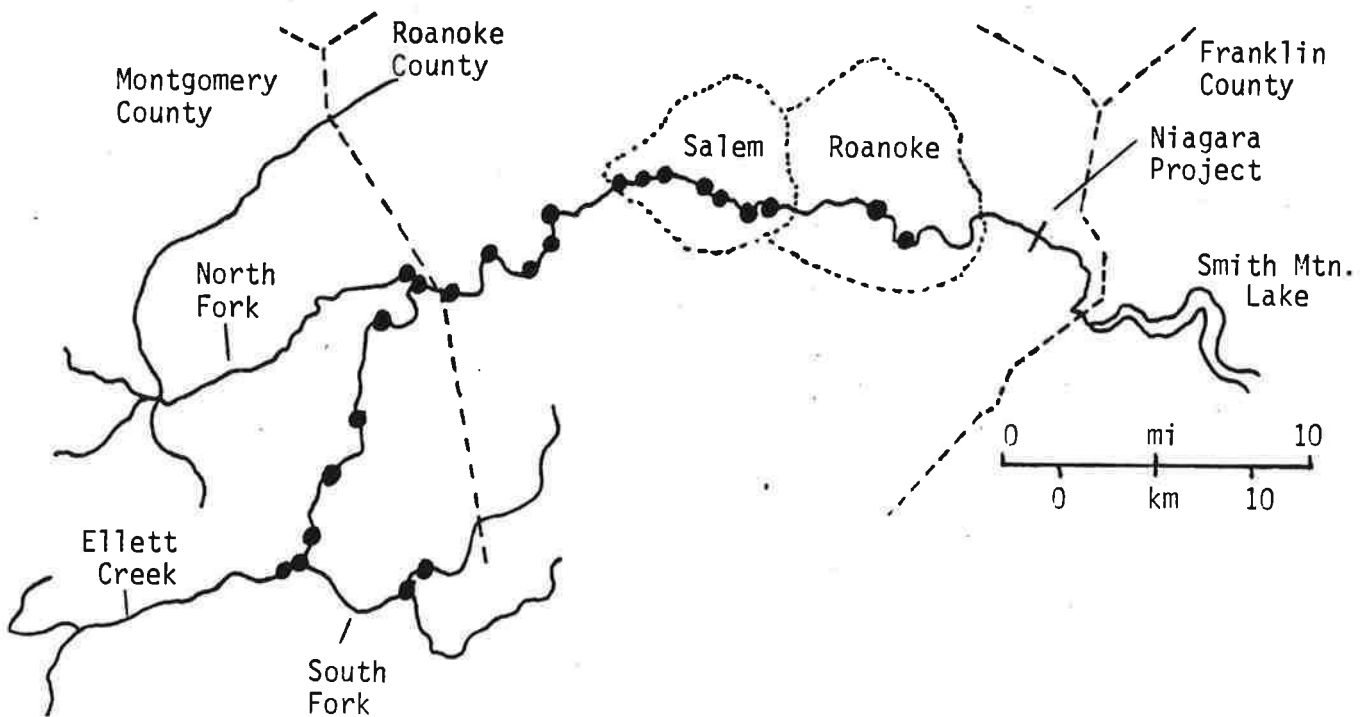 Roanoke
County
Montgomery
County
Franklin
County
Salem
Roanoke
Niagara
Project
North
Fork
Smith Mtn.
Lake
0 mi 10
0 km 10
Ellett
Creek
South
Fork